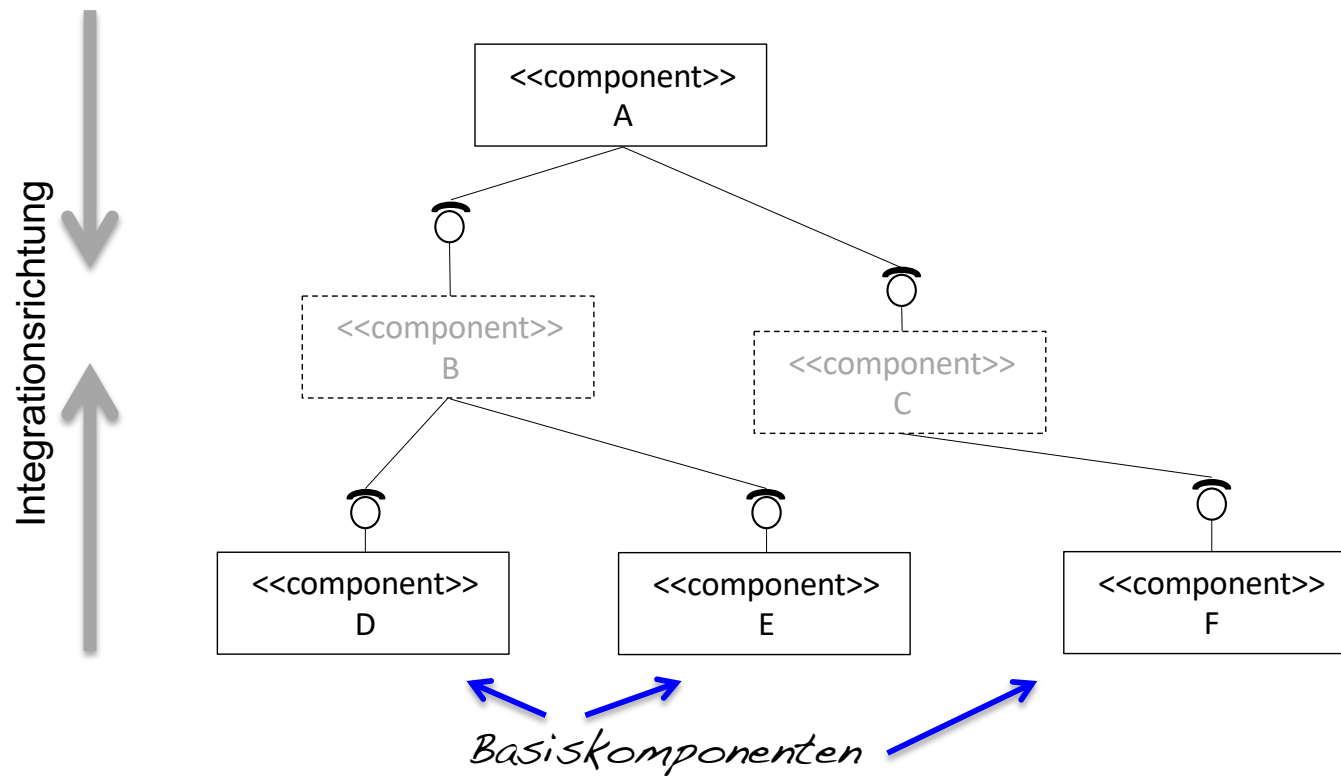 Integrationsrichtung
<<component>>
A
<<component>>
B
<<component>>
C
<<component>>
D
<<component>>
E
<<component>>
F
Basiskomponenten